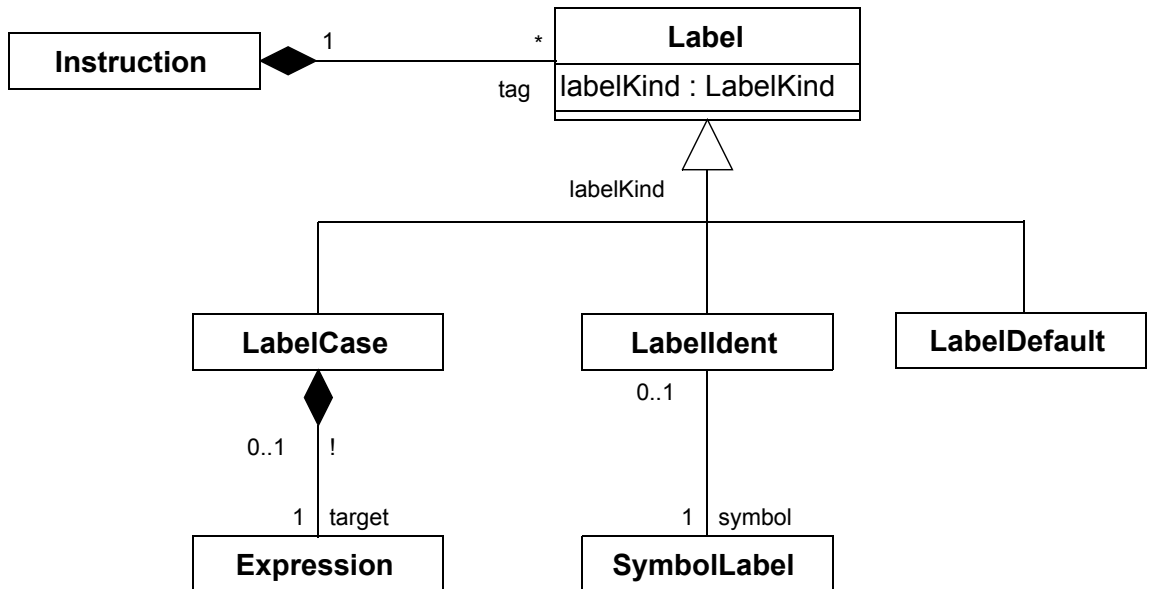 Instruction
1
*
Label
tag
labelKind : LabelKind
labelKind
LabelCase
LabelIdent
LabelDefault
0..1
!
0..1
1
target
1
symbol
Expression
SymbolLabel